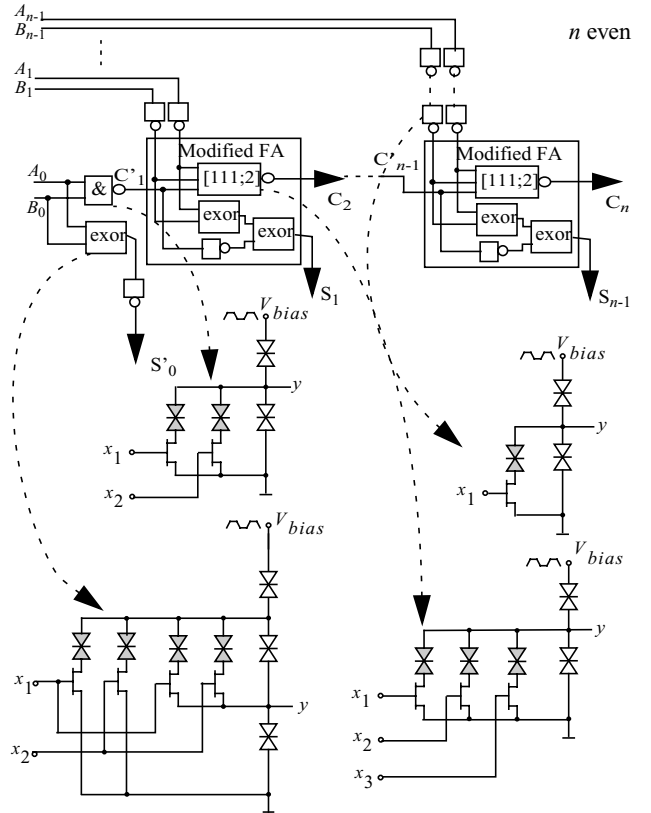 A_{n-1}
B_{n-1}
n even
A_1
B_1
Modified FA
Modified FA
A_0
B_0
&
C'_1
[111;2]
C_2
C'_{n-1}
[111;2]
C_n
exor
exor
exor
exor
exor
S_1
S_{n-1}
S'_0
V_{bias}
y
x_1
x_2
V_{bias}
y
x_1
V_{bias}
V_{bias}
y
x_1
x_2
y
x_1
x_2
x_3